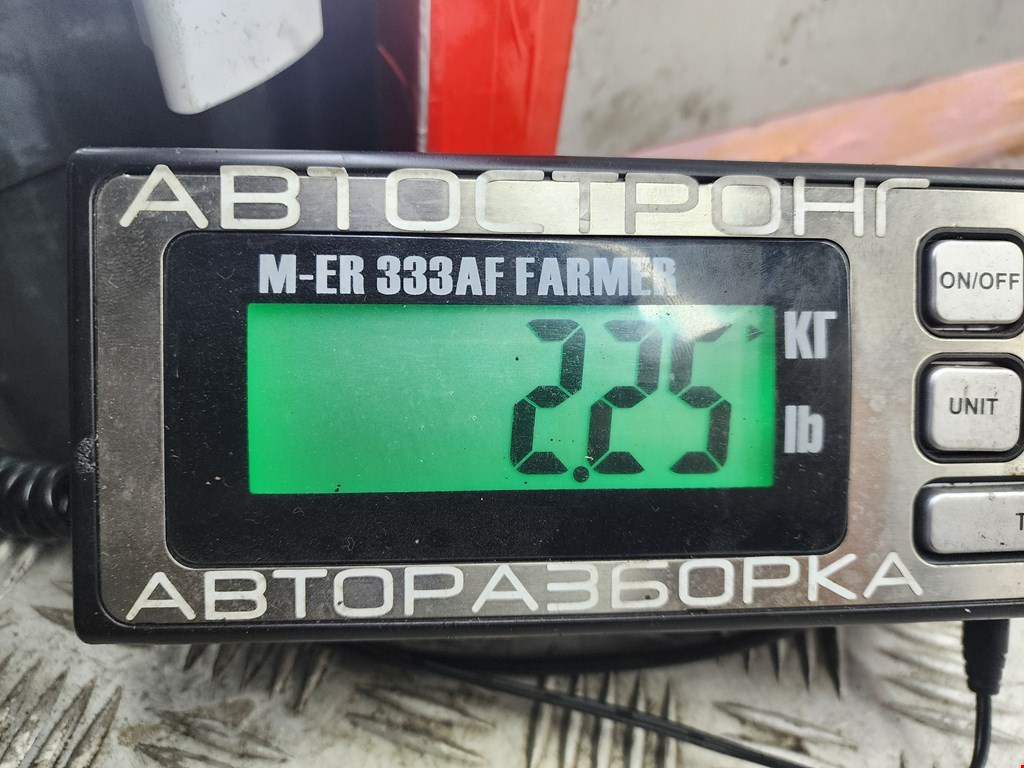 АВТОСТРОНГ
M-ER 333AF FARMER
2.25
КГ
lb
ON/OFF
UNIT
T
АВТОРАЗБОРКА